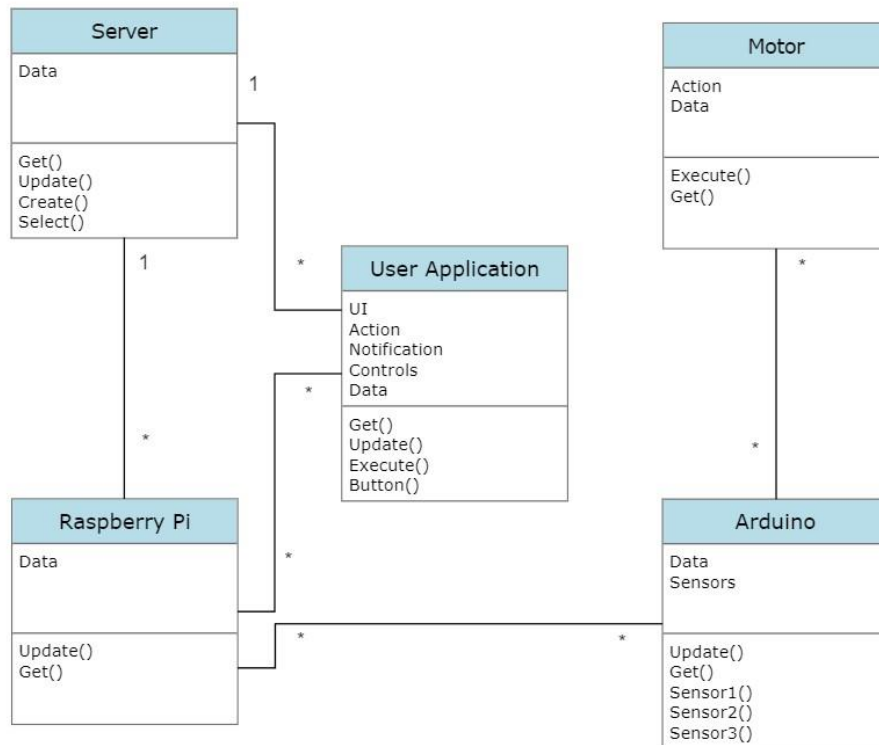 Server
Data
Get()
Update()
Create()
Select()
1
1
*
*
User Application
UI
Action
Notification
Controls
Data
Get()
Update()
Execute()
Button()
*
*
Motor
Action
Data
Execute()
Get()
*
*
Raspberry Pi
Data
Update()
Get()
*
*
Arduino
Data
Sensors
Update()
Get()
Sensor1()
Sensor2()
Sensor3()